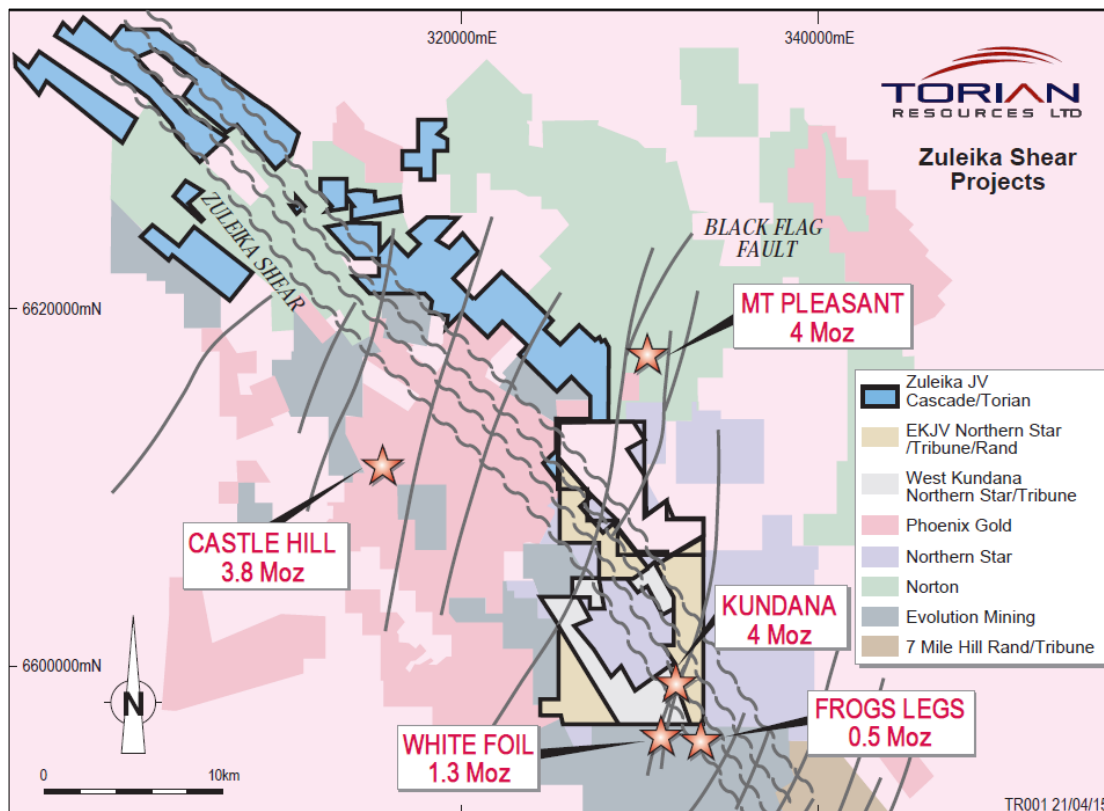 320000mE
340000mE
TORIAN
RESOURCES LTD
Zuleika Shear
Projects
ZULEIKA SHEAR
BLACK FLAG
FAULT
6620000mN
MT PLEASANT
4 Moz
Zuleika JV
Cascade/Torian
EKJV Northern Star
/Tribune/Rand
West Kundana
Northern Star/Tribune
Phoenix Gold
Northern Star
Norton
Evolution Mining
7 Mile Hill Rand/Tribune
CASTLE HILL
3.8 Moz
KUNDANA
4 Moz
6600000mN
N
FROGS LEGS
0.5 Moz
WHITE FOIL
1.3 Moz
0
10km
TR001 21/04/15